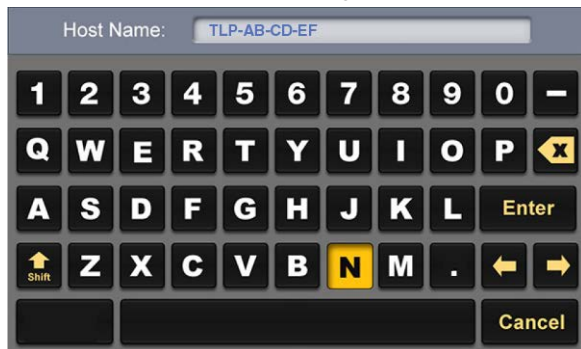 Host Name: TLP-AB-CD-EF
1 2 3 4 5 6 7 8 9 0 -
Q W E R T Y U I O P X
A S D F G H J K L Enter
Shift Z X C V B N M .
Cancel